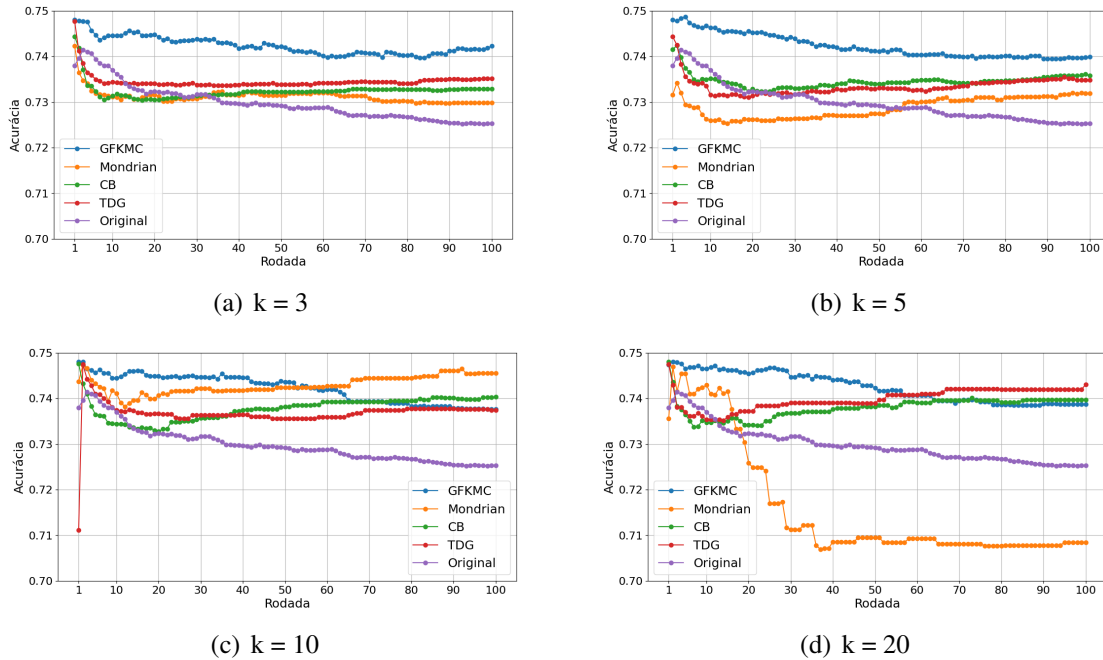 0.75
0.74
0.73
0.72
0.71
0.70
Acurácia
GFKMC
Mondrian
CB
TDG
Original
1 10 20 30 40 50 60 70 80 90 100
Rodada
(a) k = 3
0.75
0.74
0.73
0.72
0.71
0.70
Acurácia
GFKMC
Mondrian
CB
TDG
Original
1 10 20 30 40 50 60 70 80 90 100
Rodada
(b) k = 5
0.75
0.74
0.73
0.72
0.71
0.70
Acurácia
GFKMC
Mondrian
CB
TDG
Original
1 10 20 30 40 50 60 70 80 90 100
Rodada
(c) k = 10
0.75
0.74
0.73
0.72
0.71
0.70
Acurácia
GFKMC
Mondrian
CB
TDG
Original
1 10 20 30 40 50 60 70 80 90 100
Rodada
(d) k = 20